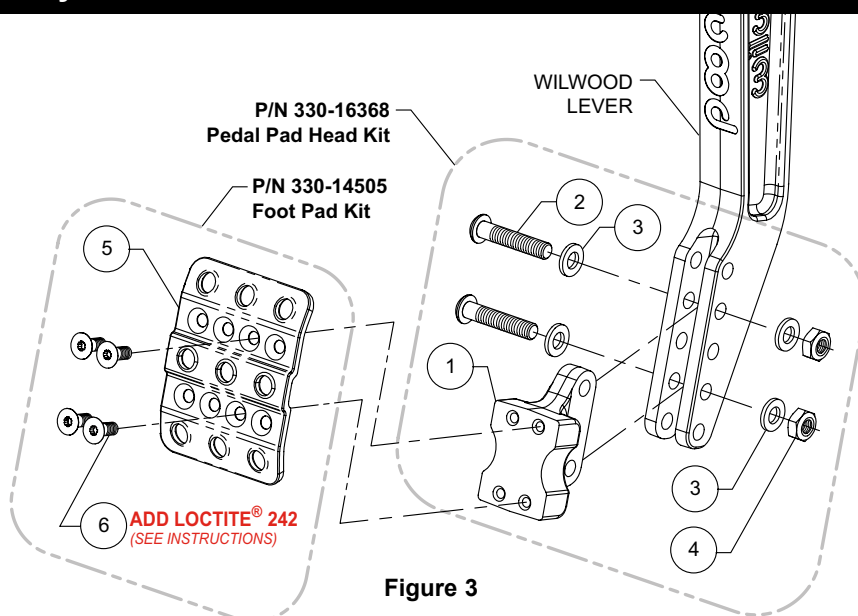 WILWOOD
LEVER
P/N 330-16368
Pedal Pad Head Kit
P/N 330-14505
Foot Pad Kit
2
3
5
1
3
6
ADD LOCTITE® 242
(SEE INSTRUCTIONS)
4
Figure 3